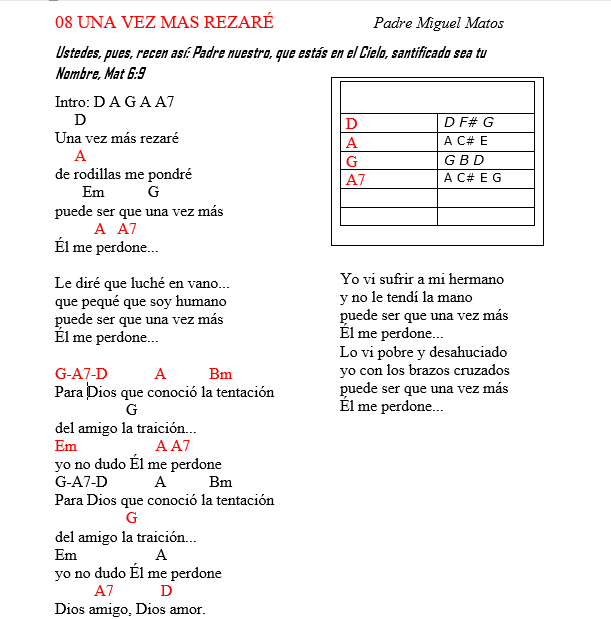 08 UNA VEZ MAS REZARÉ Padre Miguel Matos
Ustedes, pues, recen así: Padre nuestro, que estás en el Cielo, santificado sea tu
Nombre, Mat 6:9
Intro: D A G A A7
D
Una vez más rezaré
A
de rodillas me pondré
Em G
puede ser que una vez más
A A7
Él me perdone...
Le diré que luché en vano...
que pequé que soy humano
puede ser que una vez más
Él me perdone...
G-A7-D A Bm
Para Dios que conoció la tentación
G
del amigo la traición...
Em A A7
yo no dudo Él me perdone
G-A7-D A Bm
Para Dios que conoció la tentación
G
del amigo la traición...
Em A
yo no dudo Él me perdone
A7 D
Dios amigo, Dios amor.
D D F# G
A A C# E
G G B D
A7 A C# E G
Yo vi sufrir a mi hermano
y no le tendí la mano
puede ser que una vez más
Él me perdone...
Lo vi pobre y desahuciado
yo con los brazos cruzados
puede ser que una vez más
Él me perdone...